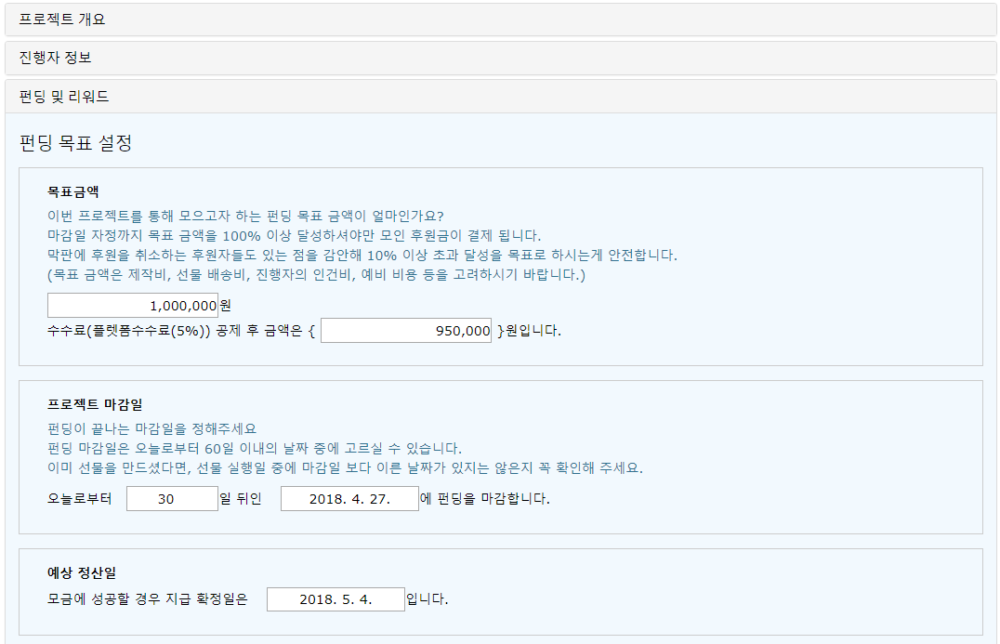 프로젝트 개요
진행자 정보
펀딩 및 리워드
펀딩 목표 설정
목표금액
이번 프로젝트를 통해 모으고자 하는 펀딩 목표 금액이 얼마인가요?
마감일 자정까지 목표 금액을 100% 이상 달성하셔야만 모인 후원금이 결제 됩니다.
막판에 후원을 취소하는 후원자들도 있는 점을 감안해 10% 이상 초과 달성을 목표로 하시는게 안전합니다.
(목표 금액은 제작비, 선물 배송비, 진행자의 인건비, 예비 비용 등을 고려하시기 바랍니다.)
1,000,000원
수수료(플렛폼수수료(5%)) 공제 후 금액은 { 950,000 }원입니다.
프로젝트 마감일
펀딩이 끝나는 마감일을 정해주세요
펀딩 마감일은 오늘로부터 60일 이내의 날짜 중에 고르실 수 있습니다.
이미 선물을 만드셨다면, 선물 실행일 중에 마감일 보다 이른 날짜가 있지는 않은지 꼭 확인해 주세요.
오늘로부터 30일 뒤인 2018. 4. 27.에 펀딩을 마감합니다.
예상 정산일
모금에 성공할 경우 지급 확정일은 2018. 5. 4.입니다.